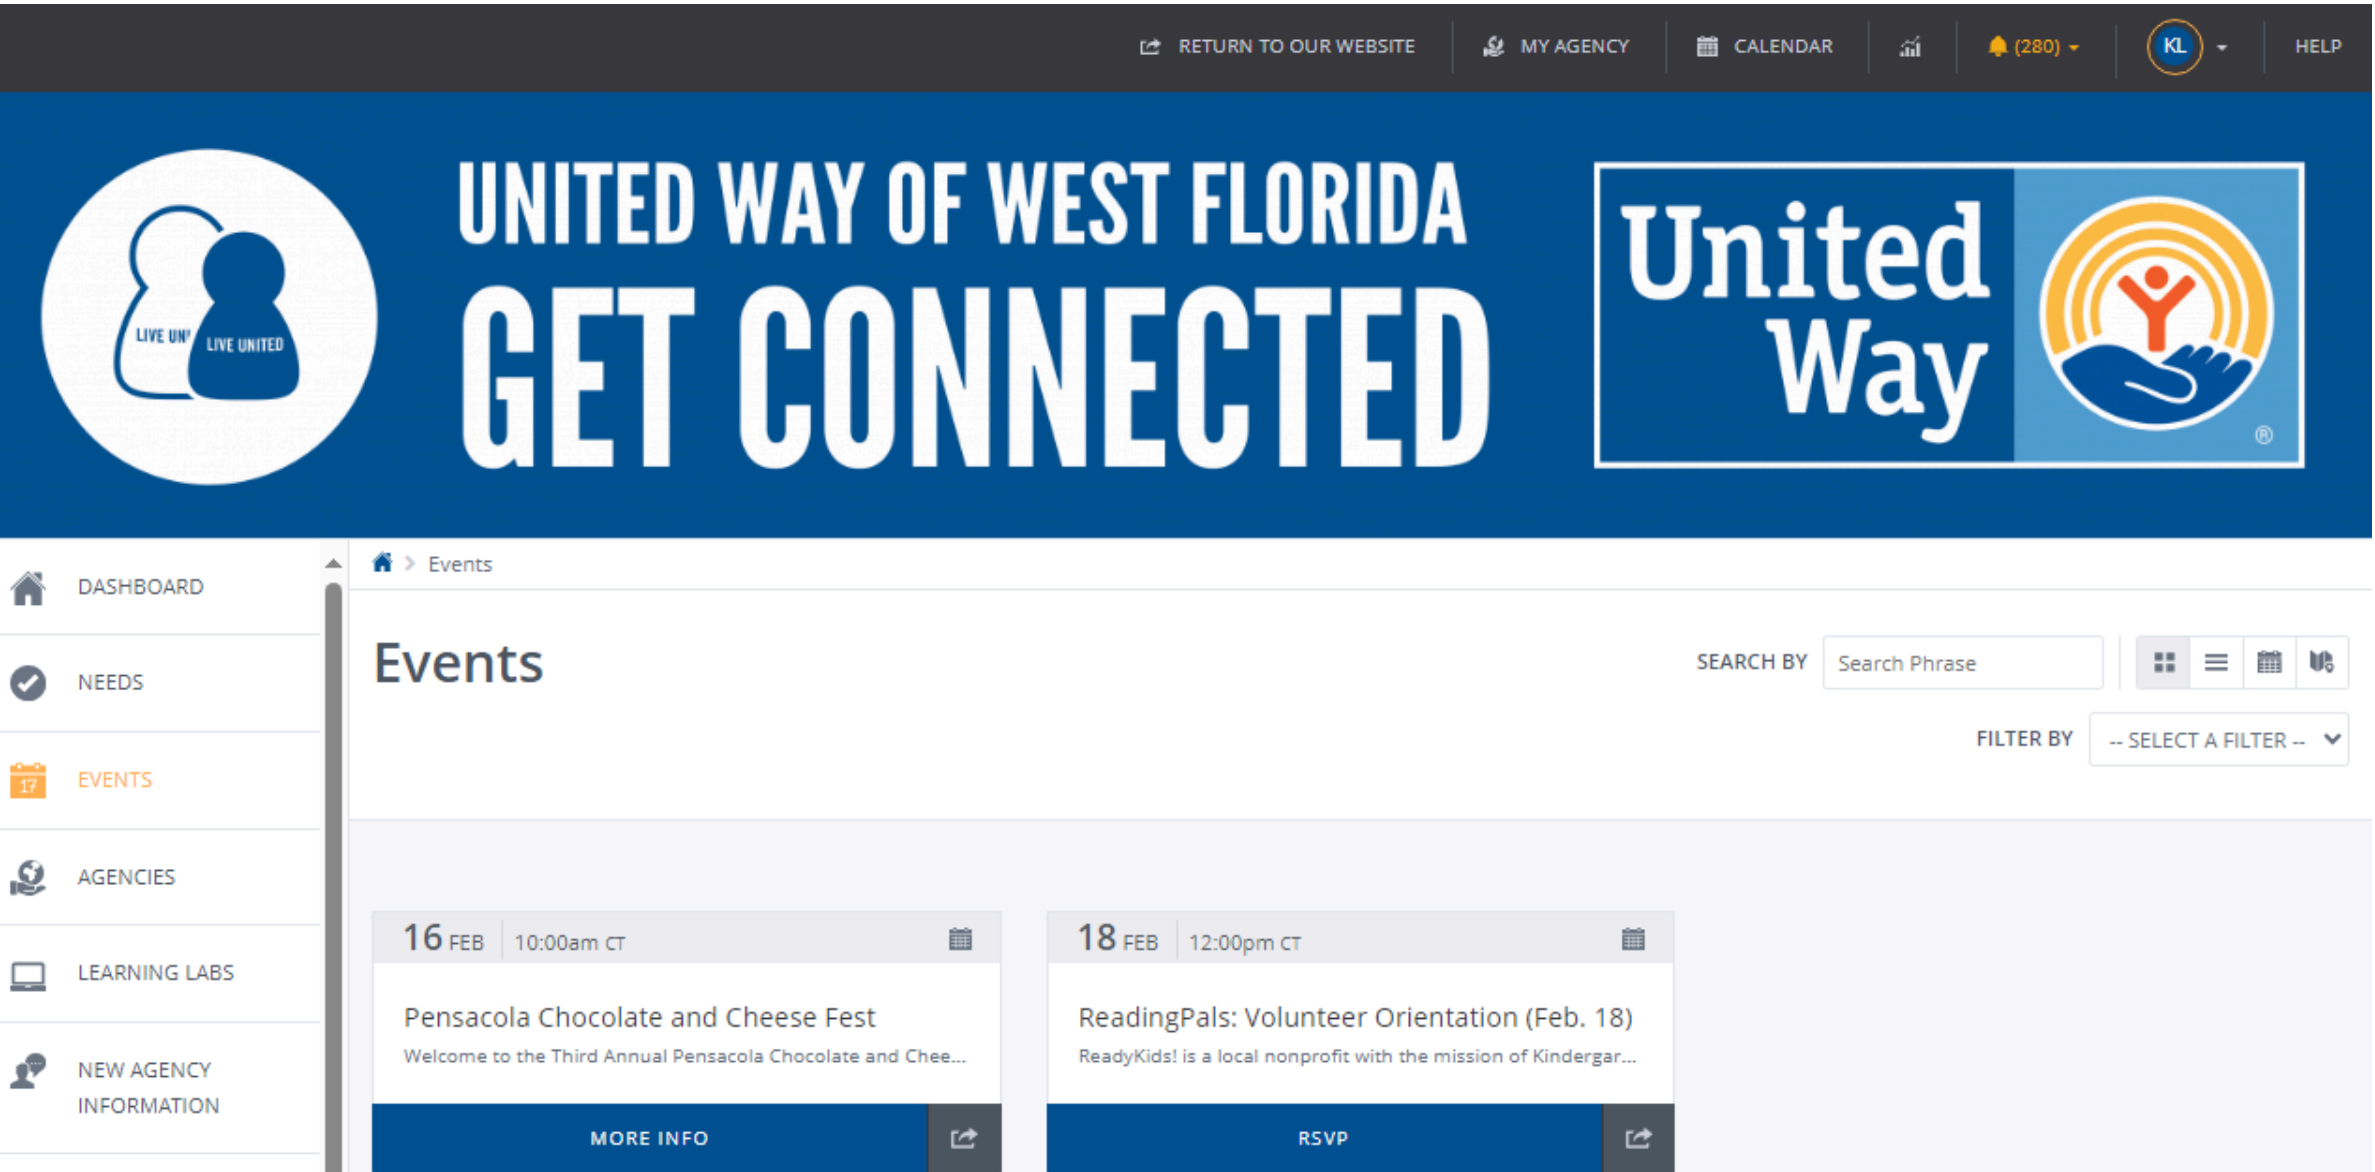 RETURN TO OUR WEBSITE
MY AGENCY
CALENDAR
(280)
KL
HELP
LIVE UNI
LIVE UNITED
UNITED WAY OF WEST FLORIDA
GET CONNECTED
United
Way
®
DASHBOARD
NEEDS
17
EVENTS
AGENCIES
LEARNING LABS
NEW AGENCY
INFORMATION
Events
Events
SEARCH BY
Search Phrase
FILTER BY
-- SELECT A FILTER --
16 FEB
10:00am CT
Pensacola Chocolate and Cheese Fest
Welcome to the Third Annual Pensacola Chocolate and Chee...
MORE INFO
18 FEB
12:00pm CT
ReadingPals: Volunteer Orientation (Feb. 18)
ReadyKids! is a local nonprofit with the mission of Kindergar...
RSVP